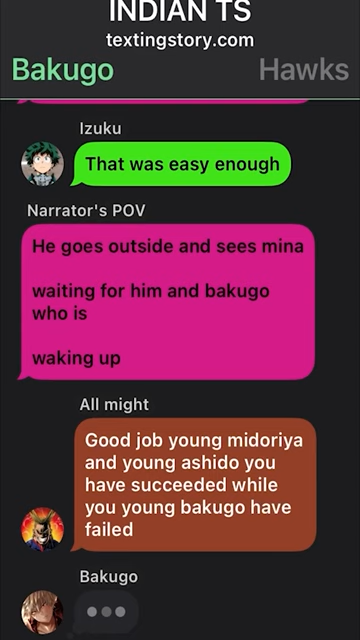 INDIAN TS
textingstory.com
Bakugo Hawks
Izuku
That was easy enough
Narrator's POV
He goes outside and sees mina
waiting for him and bakugo
who is
waking up
All might
Good job young midoriya
and young ashido you
have succeeded while
you young bakugo have
failed
Bakugo